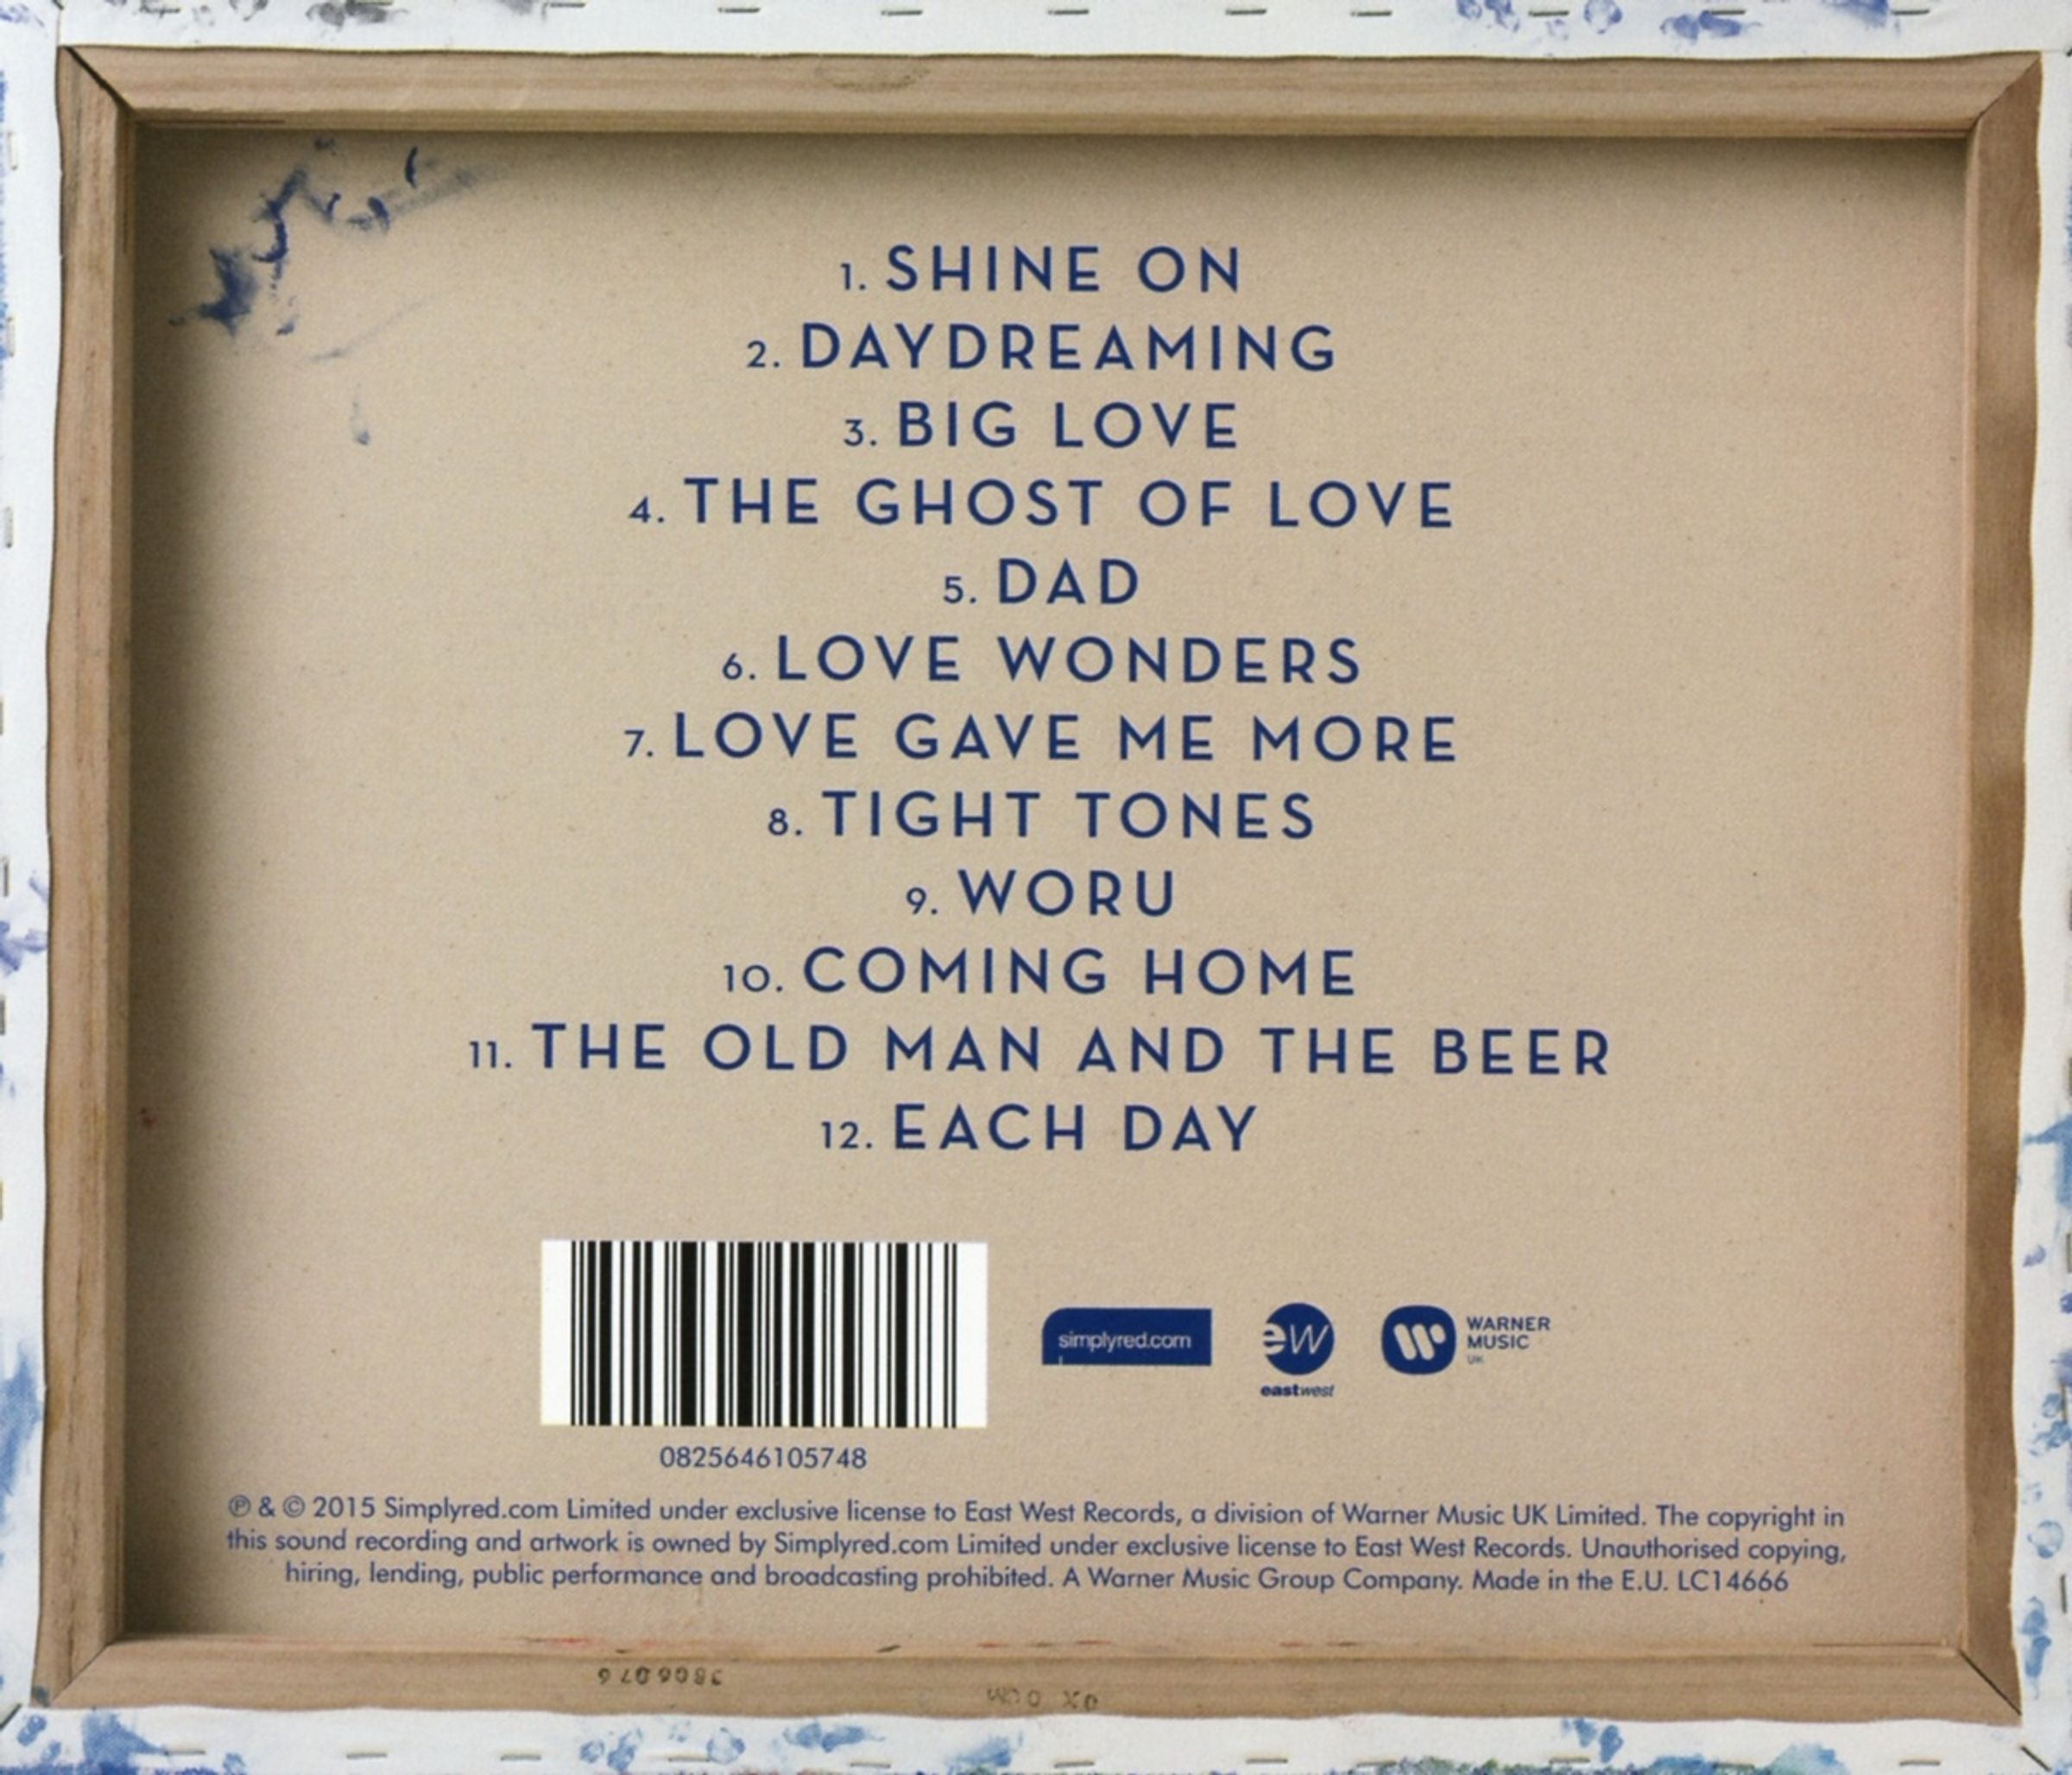 1. SHINE ON
2. DAYDREAMING
3. BIG LOVE
4. THE GHOST OF LOVE
5. DAD
6. LOVE WONDERS
7. LOVE GAVE ME MORE
8. TIGHT TONES
9. WORU
10. COMING HOME
11. THE OLD MAN AND THE BEER
12. EACH DAY
simplyred.com
ew
eastwest
WARNER
MUSIC
UK
0825646105748
℗ & © 2015 Simplyred.com Limited under exclusive license to East West Records, a division of Warner Music UK Limited. The copyright in
this sound recording and artwork is owned by Simplyred.com Limited under exclusive license to East West Records. Unauthorised copying,
hiring, lending, public performance and broadcasting prohibited. A Warner Music Group Company. Made in the E.U. LC14666